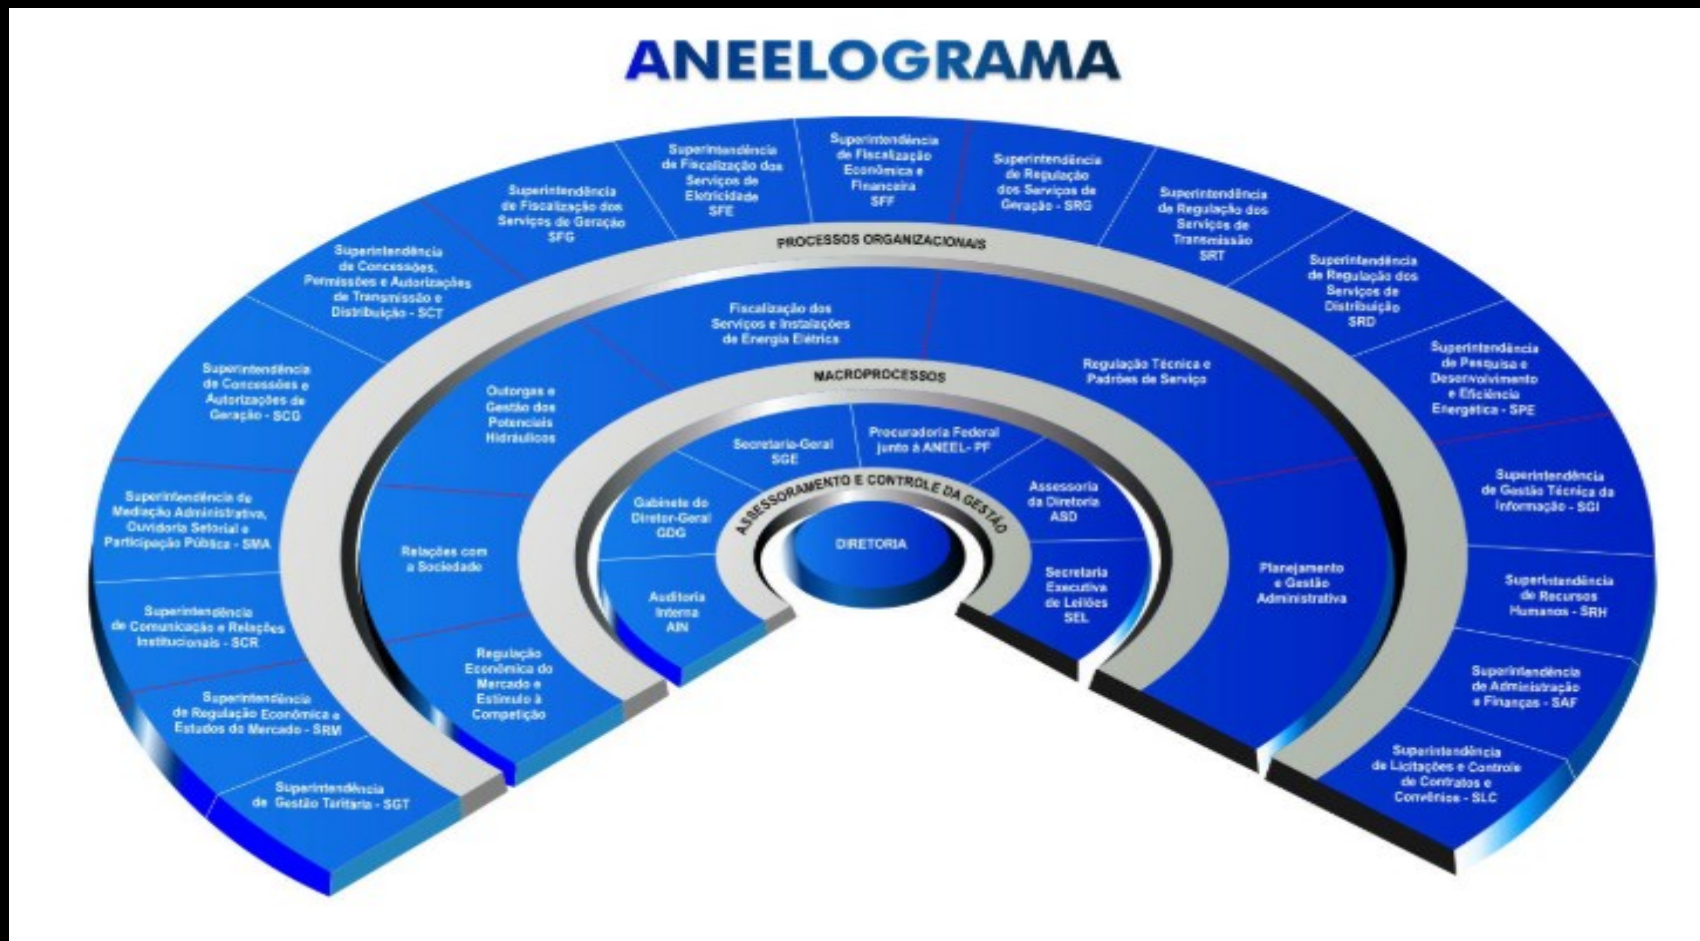 ANEELOGRAMA
Superintendência
de Gestão Tarifária - SGT
Superintendência
de Regulação Econômica e
Estudos do Mercado - SRM
Superintendência
de Comunicação e Relações
Institucionais - SCR
Superintendência de
Mediação Administrativa,
Ouvidoria Setorial e
Participação Pública - SMA
Superintendência
de Concessões e
Autorizações de
Geração - SCG
Superintendência
de Concessões,
Permissões e Autorizações
de Transmissão e
Distribuição - SCT
Superintendência
de Fiscalização dos
Serviços de Geração
SFG
Superintendência
de Fiscalização dos
Serviços de
Eletricidade
SFE
Superintendência
de Fiscalização
Econômica e
Financeira
SFF
Superintendência
de Regulação
dos Serviços de
Geração - SRG
Superintendência
de Regulação dos
Serviços de
Transmissão
SRT
Superintendência
de Regulação dos
Serviços de
Distribuição
SRD
Superintendência
de Pesquisa e
Desenvolvimento
e Eficiência
Energética - SPE
Superintendência
de Gestão Técnica da
Informação - SGI
Superintendência
de Recursos
Humanos - SRH
Superintendência
de Administração
e Finanças - SAF
Superintendência
de Licitações e Controle
de Contratos e
Convênios - SLC
PROCESSOS ORGANIZACIONAIS
Regulação
Econômica do
Mercado e
Estímulo à
Competição
Relações com
a Sociedade
Outorgas e
Gestão dos
Potenciais
Hidráulicos
Fiscalização dos
Serviços e Instalações
de Energia Elétrica
Regulação Técnica e
Padrões de Serviço
Planejamento
e Gestão
Administrativa
MACROPROCESSOS
Auditoria
Interna
AIN
Gabinete do
Diretor-Geral
GDG
Secretaria-Geral
SGE
Procuradoria Federal
junto à ANEEL- PF
Assessoria
da Diretoria
ASD
Secretaria
Executiva
de Leilões
SEL
ASSESSORAMENTO E CONTROLE DA GESTÃO
DIRETORIA